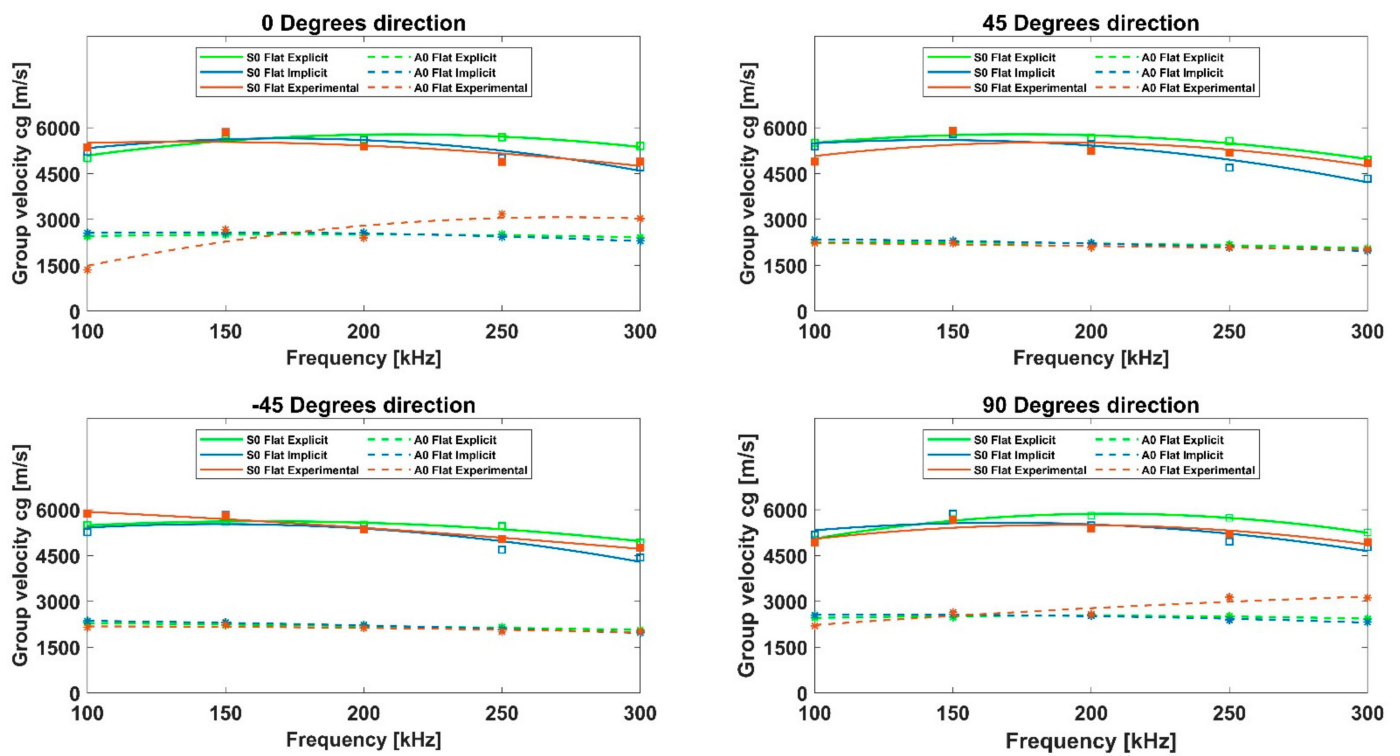 0 Degrees direction
S0 Flat Explicit A0 Flat Explicit
S0 Flat Implicit A0 Flat Implicit
S0 Flat Experimental A0 Flat Experimental
Group velocity cg [m/s]
6000
4500
3000
1500
0
100 150 200 250 300
Frequency [kHz]
45 Degrees direction
S0 Flat Explicit A0 Flat Explicit
S0 Flat Implicit A0 Flat Implicit
S0 Flat Experimental A0 Flat Experimental
Group velocity cg [m/s]
6000
4500
3000
1500
0
100 150 200 250 300
Frequency [kHz]
-45 Degrees direction
S0 Flat Explicit A0 Flat Explicit
S0 Flat Implicit A0 Flat Implicit
S0 Flat Experimental A0 Flat Experimental
Group velocity cg [m/s]
6000
4500
3000
1500
0
100 150 200 250 300
Frequency [kHz]
90 Degrees direction
S0 Flat Explicit A0 Flat Explicit
S0 Flat Implicit A0 Flat Implicit
S0 Flat Experimental A0 Flat Experimental
Group velocity cg [m/s]
6000
4500
3000
1500
0
100 150 200 250 300
Frequency [kHz]